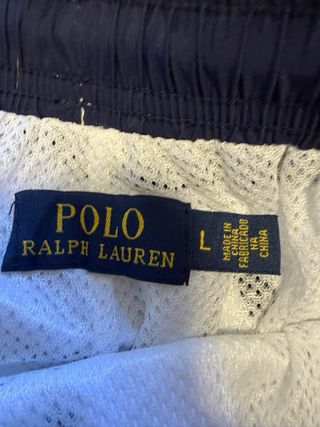 POLO
RALPH LAUREN
L
MADE IN
CHINA
FABRICADO
NA
CHINA